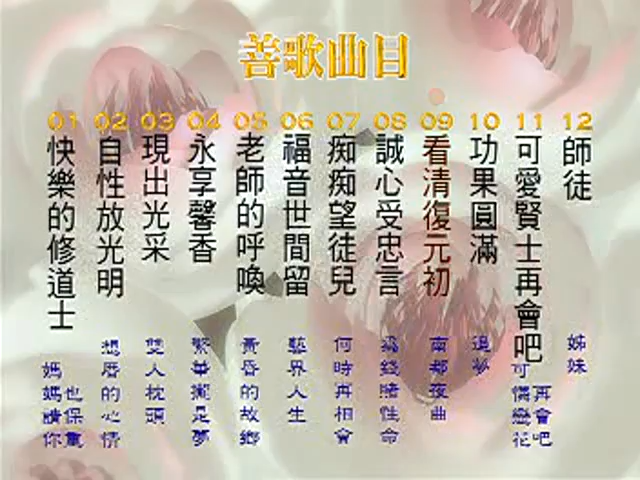 善歌曲目
01
快樂的修道士
媽媽請你也保重
02
自性放光明
想厝的心情
03
現出光采
雙人枕頭
04
永享馨香
繁華攏是夢
05
老師的呼喚
黃昏的故鄉
06
福音世間留
藝界人生
07
痴痴望徒兒
何時再相會
08
誠心受忠言
為錢賭性命
09
看清復元初
南都夜曲
10
功果圓滿
追夢
11
可愛賢士再會吧
可憐戀花再會吧
12
師徒
姊妹